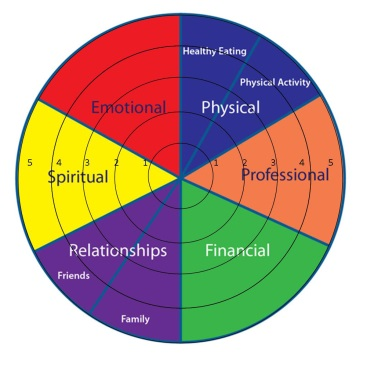 Healthy Eating
Physical Activity
Emotional
Physical
5 4 3 2 1
1 2 3 4 5
Spiritual
Professional
Relationships
Financial
Friends
Family